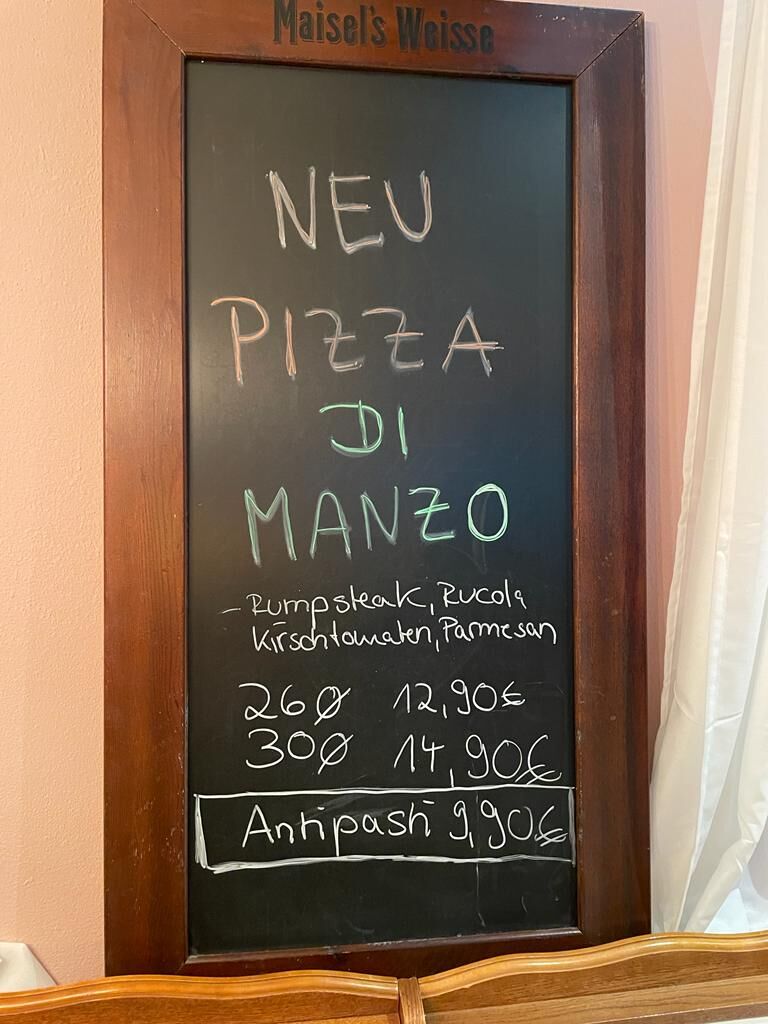 Maisel's Weisse
NEU
PIZZA
DI
MANZO
- Rumpsteak, Rucola
Kirschtomaten, Parmesan
26Ø 12,90€
30Ø 14,90€
Antipasti 9,90€